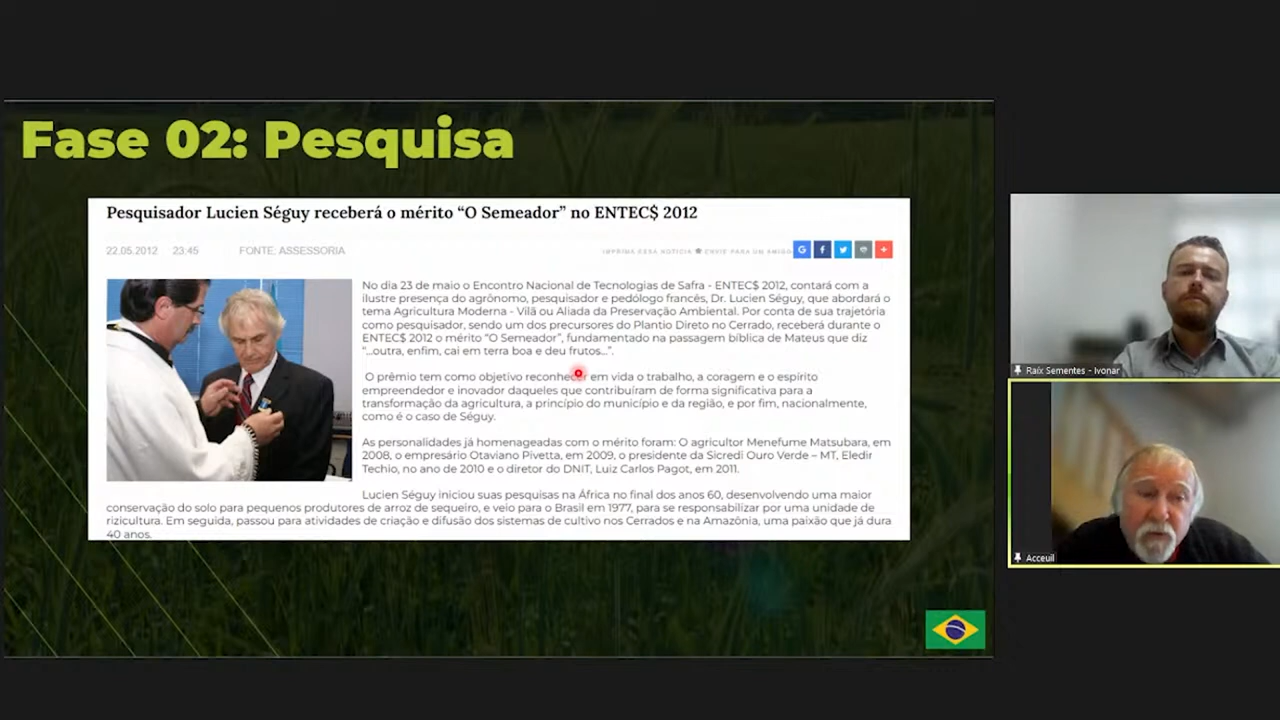 Fase 02: Pesquisa
Pesquisador Lucien Séguy receberá o mérito “O Semeador” no ENTEC$ 2012
22.05.2012 23:45 FONTE: ASSESSORIA
IMPRIMA ESSA NOTÍCIA ENVIE PARA UM AMIGO G f +
No dia 23 de maio o Encontro Nacional de Tecnologias de Safra - ENTEC$ 2012, contará com a
ilustre presença do agrônomo, pesquisador e pedólogo francês, Dr. Lucien Séguy, que abordará o
tema Agricultura Moderna - Vilã ou Aliada da Preservação Ambiental. Por conta de sua trajetória
como pesquisador, sendo um dos precursores do Plantio Direto no Cerrado, receberá durante o
ENTEC$ 2012 o mérito “O Semeador”, fundamentado na passagem bíblica de Mateus que diz
“...outra, enfim, cai em terra boa e deu frutos...”.
O prêmio tem como objetivo reconhecer em vida o trabalho, a coragem e o espírito
empreendedor e inovador daqueles que contribuíram de forma significativa para a
transformação da agricultura, a princípio do município e da região, e por fim, nacionalmente,
como é o caso de Séguy.
As personalidades já homenageadas com o mérito foram: O agricultor Menefume Matsubara, em
2008, o empresário Otaviano Pivetta, em 2009, o presidente da Sicredi Ouro Verde – MT, Eledir
Techio, no ano de 2010 e o diretor do DNIT, Luiz Carlos Pagot, em 2011.
Lucien Séguy iniciou suas pesquisas na África no final dos anos 60, desenvolvendo uma maior
conservação do solo para pequenos produtores de arroz de sequeiro, e veio para o Brasil em 1977, para se responsabilizar por uma unidade de
rizicultura. Em seguida, passou para atividades de criação e difusão dos sistemas de cultivo nos Cerrados e na Amazônia, uma paixão que já dura
40 anos.
Raíx Sementes - Ivonar
Acceuil